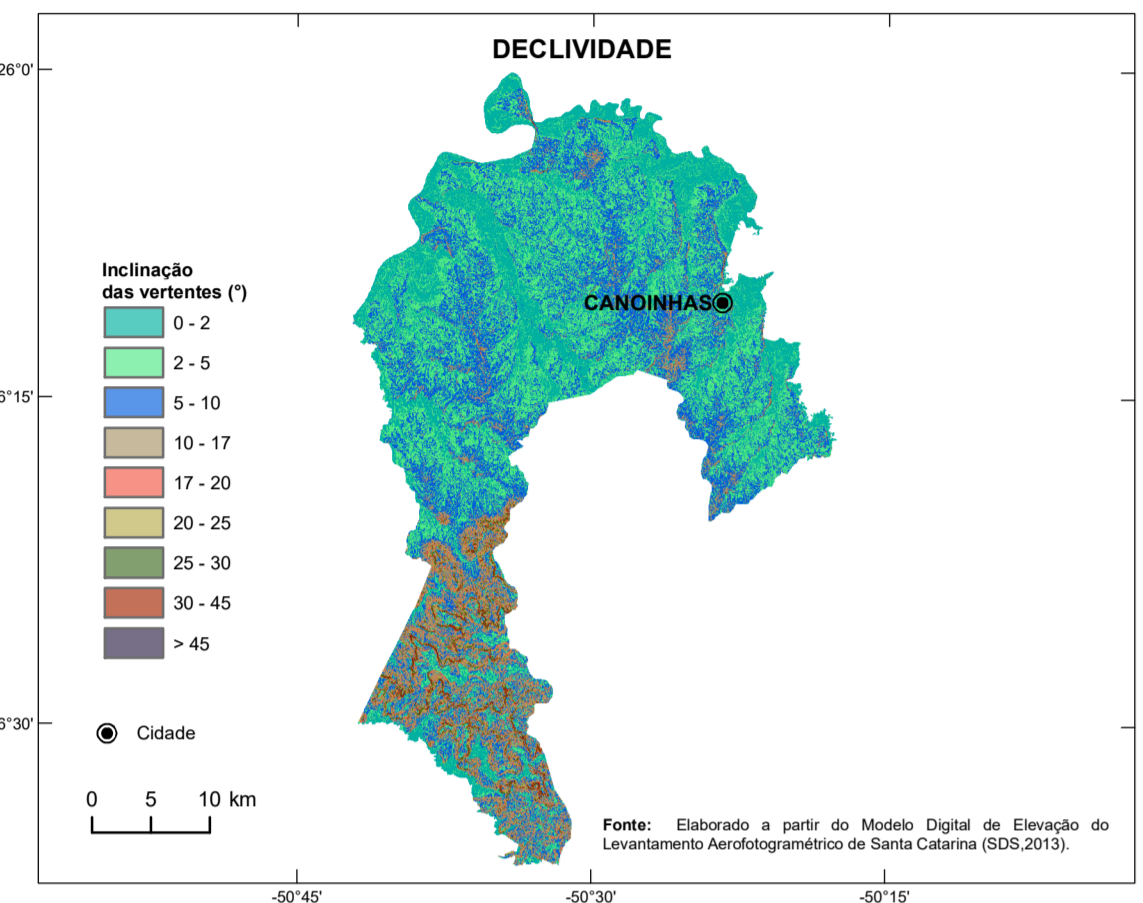 DECLIVIDADE
26°0'
6°15'
6°30'
CANOINHAS
Inclinação
das vertentes (°)
0 - 2
2 - 5
5 - 10
10 - 17
17 - 20
20 - 25
25 - 30
30 - 45
> 45
Cidade
0 5 10 km
Fonte: Elaborado a partir do Modelo Digital de Elevação do
Levantamento Aerofotogramétrico de Santa Catarina (SDS,2013).
-50°45' -50°30' -50°15'